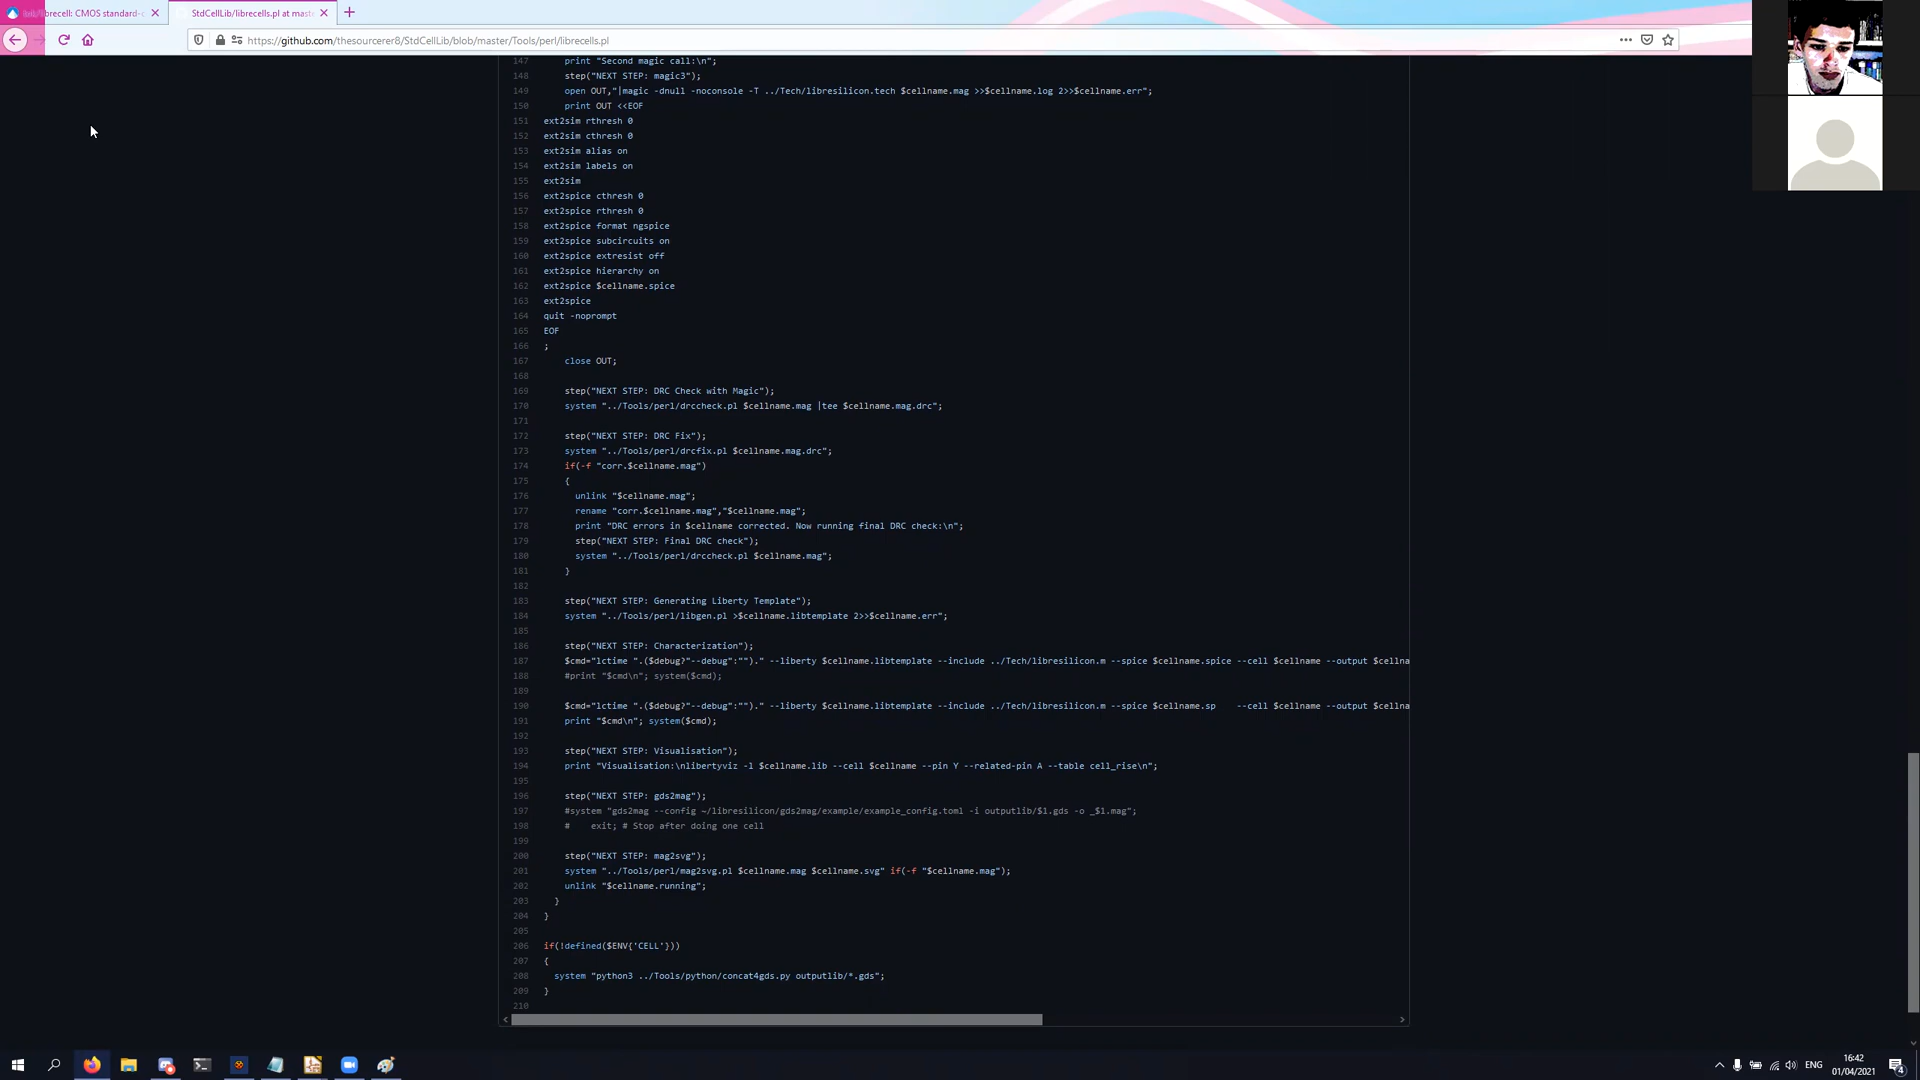 lib/librecell: CMOS standard-c
StdCellLib/librecells.pl at mast
https://github.com/thesourcerer8/StdCellLib/blob/master/Tools/perl/librecells.pl
147 print "Second magic call:\n";
148 step("NEXT STEP: magic3");
149 open OUT,"|magic -dnull -noconsole -T ../Tech/libresilicon.tech $cellname.mag >>$cellname.log 2>>$cellname.err";
150 print OUT <<EOF
151 ext2sim rthresh 0
152 ext2sim cthresh 0
153 ext2sim alias on
154 ext2sim labels on
155 ext2sim
156 ext2spice cthresh 0
157 ext2spice rthresh 0
158 ext2spice format ngspice
159 ext2spice subcircuits on
160 ext2spice extresist off
161 ext2spice hierarchy on
162 ext2spice $cellname.spice
163 ext2spice
164 quit -noprompt
165 EOF
166 ;
167 close OUT;
168
169 step("NEXT STEP: DRC Check with Magic");
170 system "../Tools/perl/drccheck.pl $cellname.mag |tee $cellname.mag.drc";
171
172 step("NEXT STEP: DRC Fix");
173 system "../Tools/perl/drcfix.pl $cellname.mag.drc";
174 if(-f "corr.$cellname.mag")
175 {
176 unlink "$cellname.mag";
177 rename "corr.$cellname.mag","$cellname.mag";
178 print "DRC errors in $cellname corrected. Now running final DRC check:\n";
179 step("NEXT STEP: Final DRC check");
180 system "../Tools/perl/drccheck.pl $cellname.mag";
181 }
182
183 step("NEXT STEP: Generating Liberty Template");
184 system "../Tools/perl/libgen.pl >$cellname.libtemplate 2>>$cellname.err";
185
186 step("NEXT STEP: Characterization");
187 $cmd="lctime ".($debug?"--debug":"")." --liberty $cellname.libtemplate --include ../Tech/libresilicon.m --spice $cellname.spice --cell $cellname --output $cellna
188 #print "$cmd\n"; system($cmd);
189
190 $cmd="lctime ".($debug?"--debug":"")." --liberty $cellname.libtemplate --include ../Tech/libresilicon.m --spice $cellname.sp --cell $cellname --output $cellna
191 print "$cmd\n"; system($cmd);
192
193 step("NEXT STEP: Visualisation");
194 print "Visualisation:\nlibertyviz -l $cellname.lib --cell $cellname --pin Y --related-pin A --table cell_rise\n";
195
196 step("NEXT STEP: gds2mag");
197 #system "gds2mag --config ~/libresilicon/gds2mag/example/example_config.toml -i outputlib/$1.gds -o _$1.mag";
198 # exit; # Stop after doing one cell
199
200 step("NEXT STEP: mag2svg");
201 system "../Tools/perl/mag2svg.pl $cellname.mag $cellname.svg" if(-f "$cellname.mag");
202 unlink "$cellname.running";
203 }
204 }
205
206 if(!defined($ENV{'CELL'}))
207 {
208 system "python3 ../Tools/python/concat4gds.py outputlib/*.gds";
209 }
210
ENG
16:42
01/04/2021
4